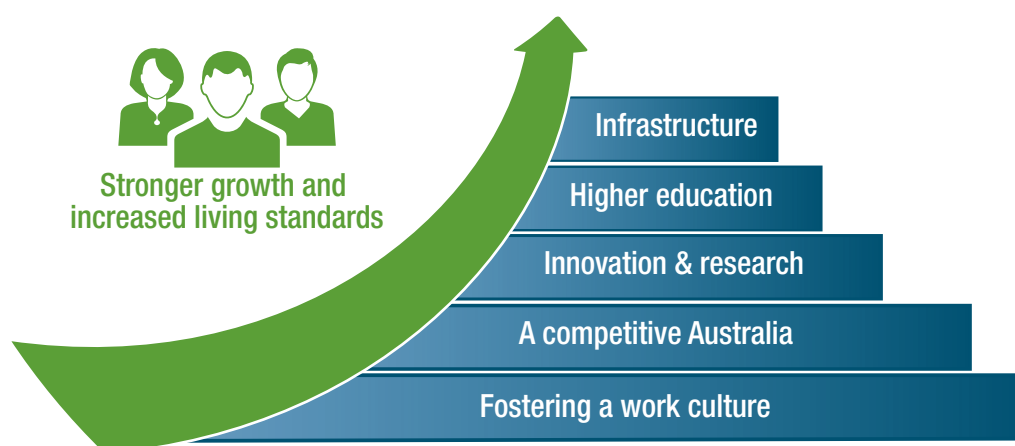 Stronger growth and
increased living standards
Infrastructure
Higher education
Innovation & research
A competitive Australia
Fostering a work culture